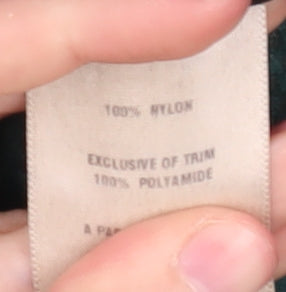 100% NYLON
EXCLUSIVE OF TRIM
100% POLYAMIDE
A